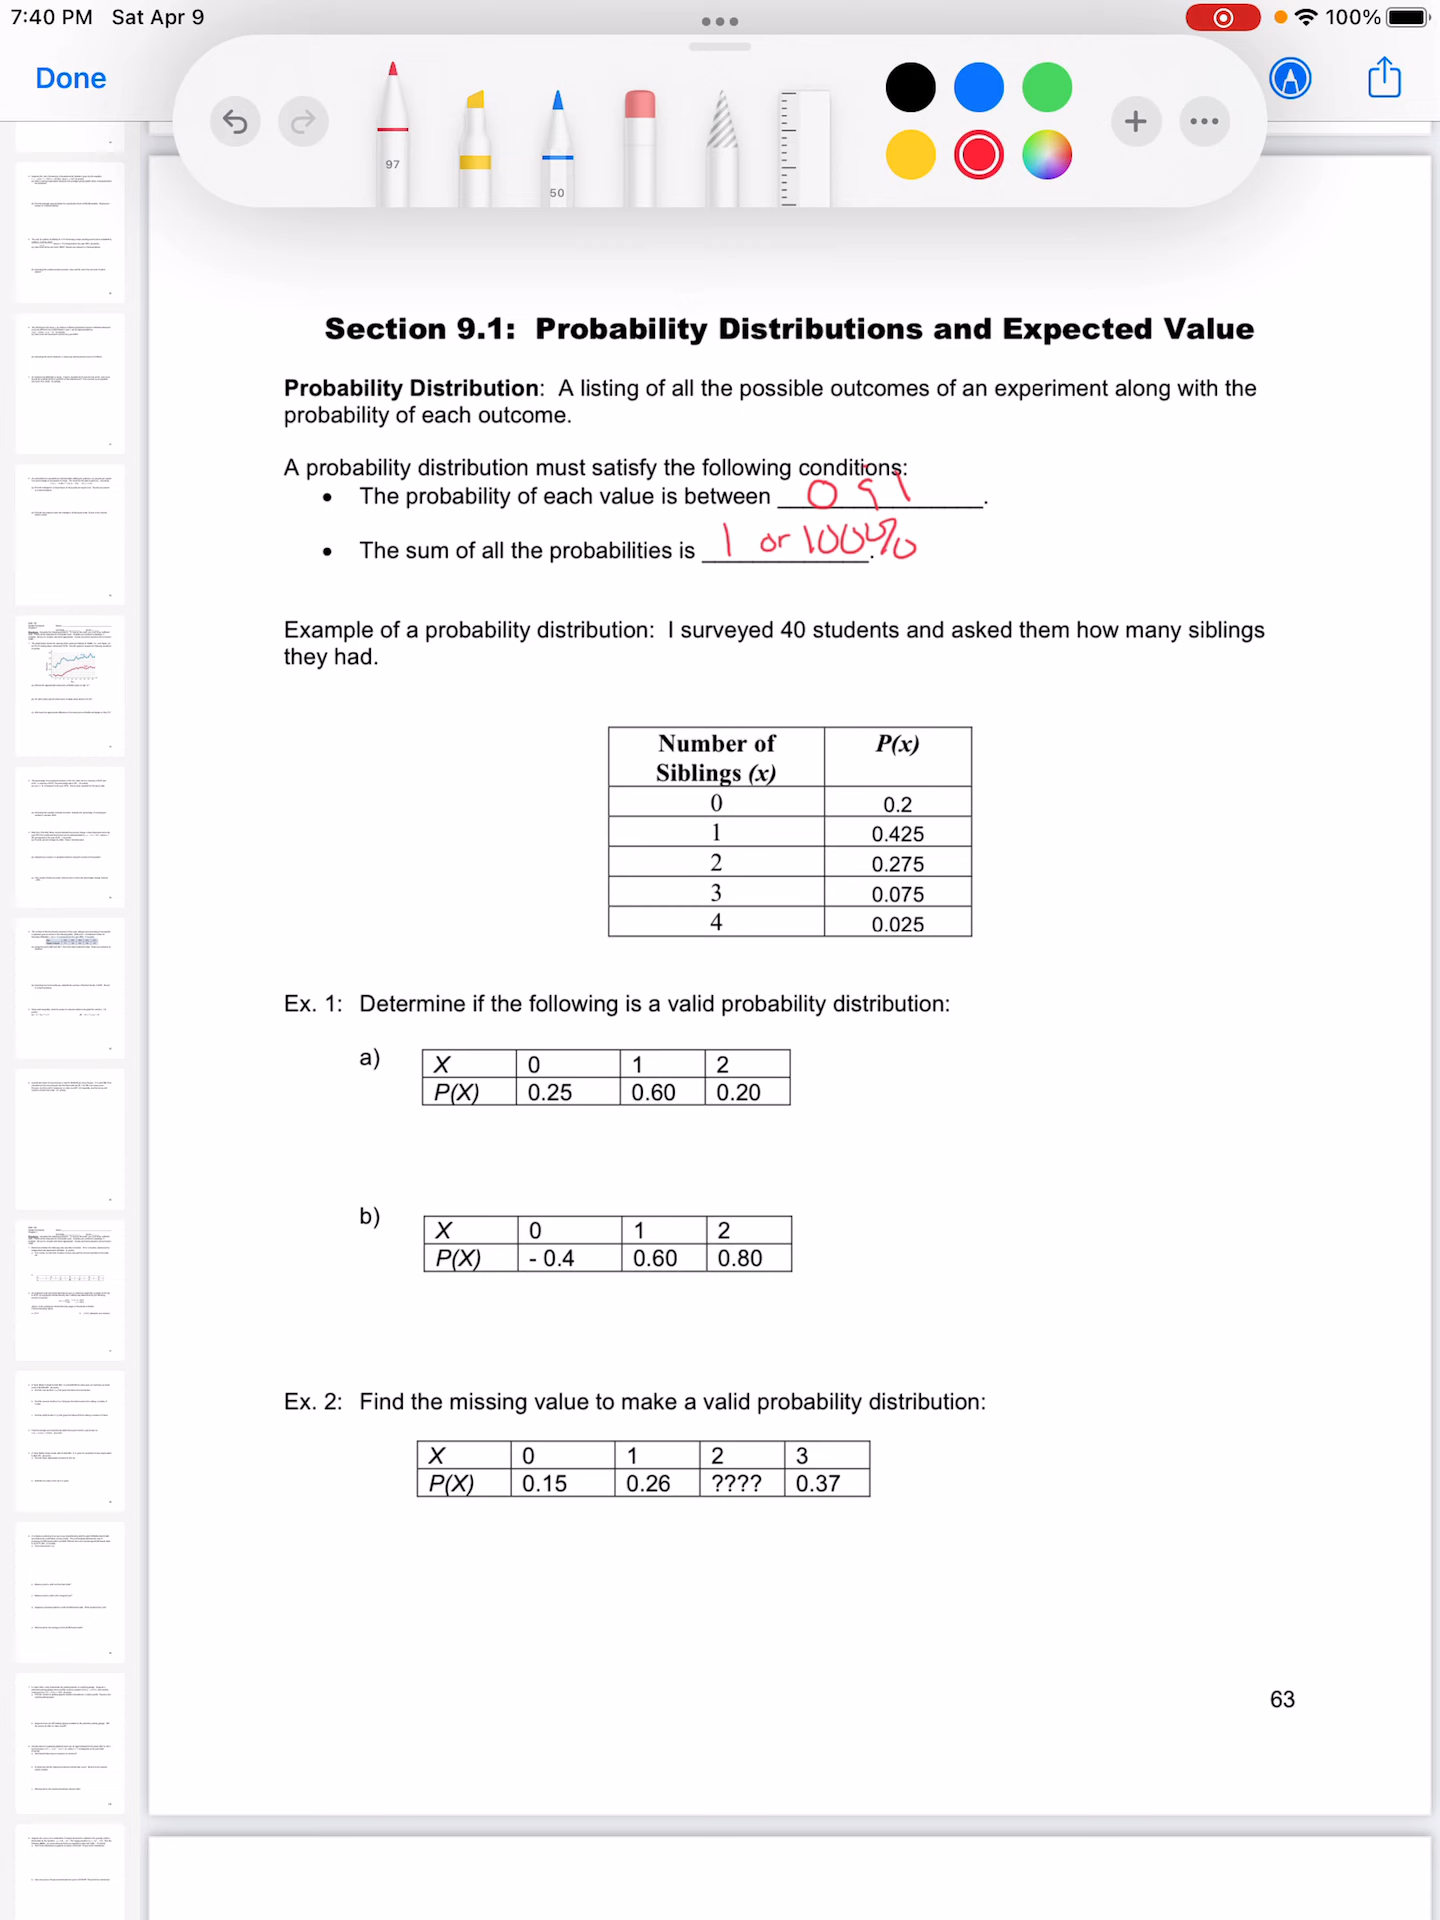 7:40 PM Sat Apr 9
100%
Done
97
50
Section 9.1: Probability Distributions and Expected Value
Probability Distribution: A listing of all the possible outcomes of an experiment along with the
probability of each outcome.
A probability distribution must satisfy the following conditions:
• The probability of each value is between 0 1 .
• The sum of all the probabilities is 1 or 100% .
Example of a probability distribution: I surveyed 40 students and asked them how many siblings
they had.
Number of P(x)
Siblings (x)
0 0.2
1 0.425
2 0.275
3 0.075
4 0.025
Ex. 1: Determine if the following is a valid probability distribution:
a)
X 0 1 2
P(X) 0.25 0.60 0.20
b)
X 0 1 2
P(X) - 0.4 0.60 0.80
Ex. 2: Find the missing value to make a valid probability distribution:
X 0 1 2 3
P(X) 0.15 0.26 ???? 0.37
63